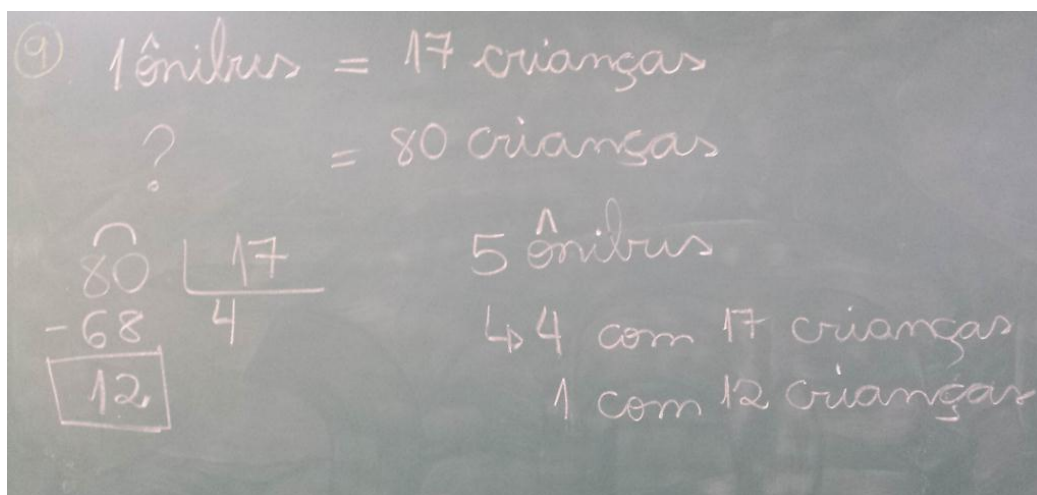 9 1 ônibus = 17 crianças
? = 80 crianças
80 17
-68 4
12
5 ônibus
↳ 4 com 17 crianças
1 com 12 crianças